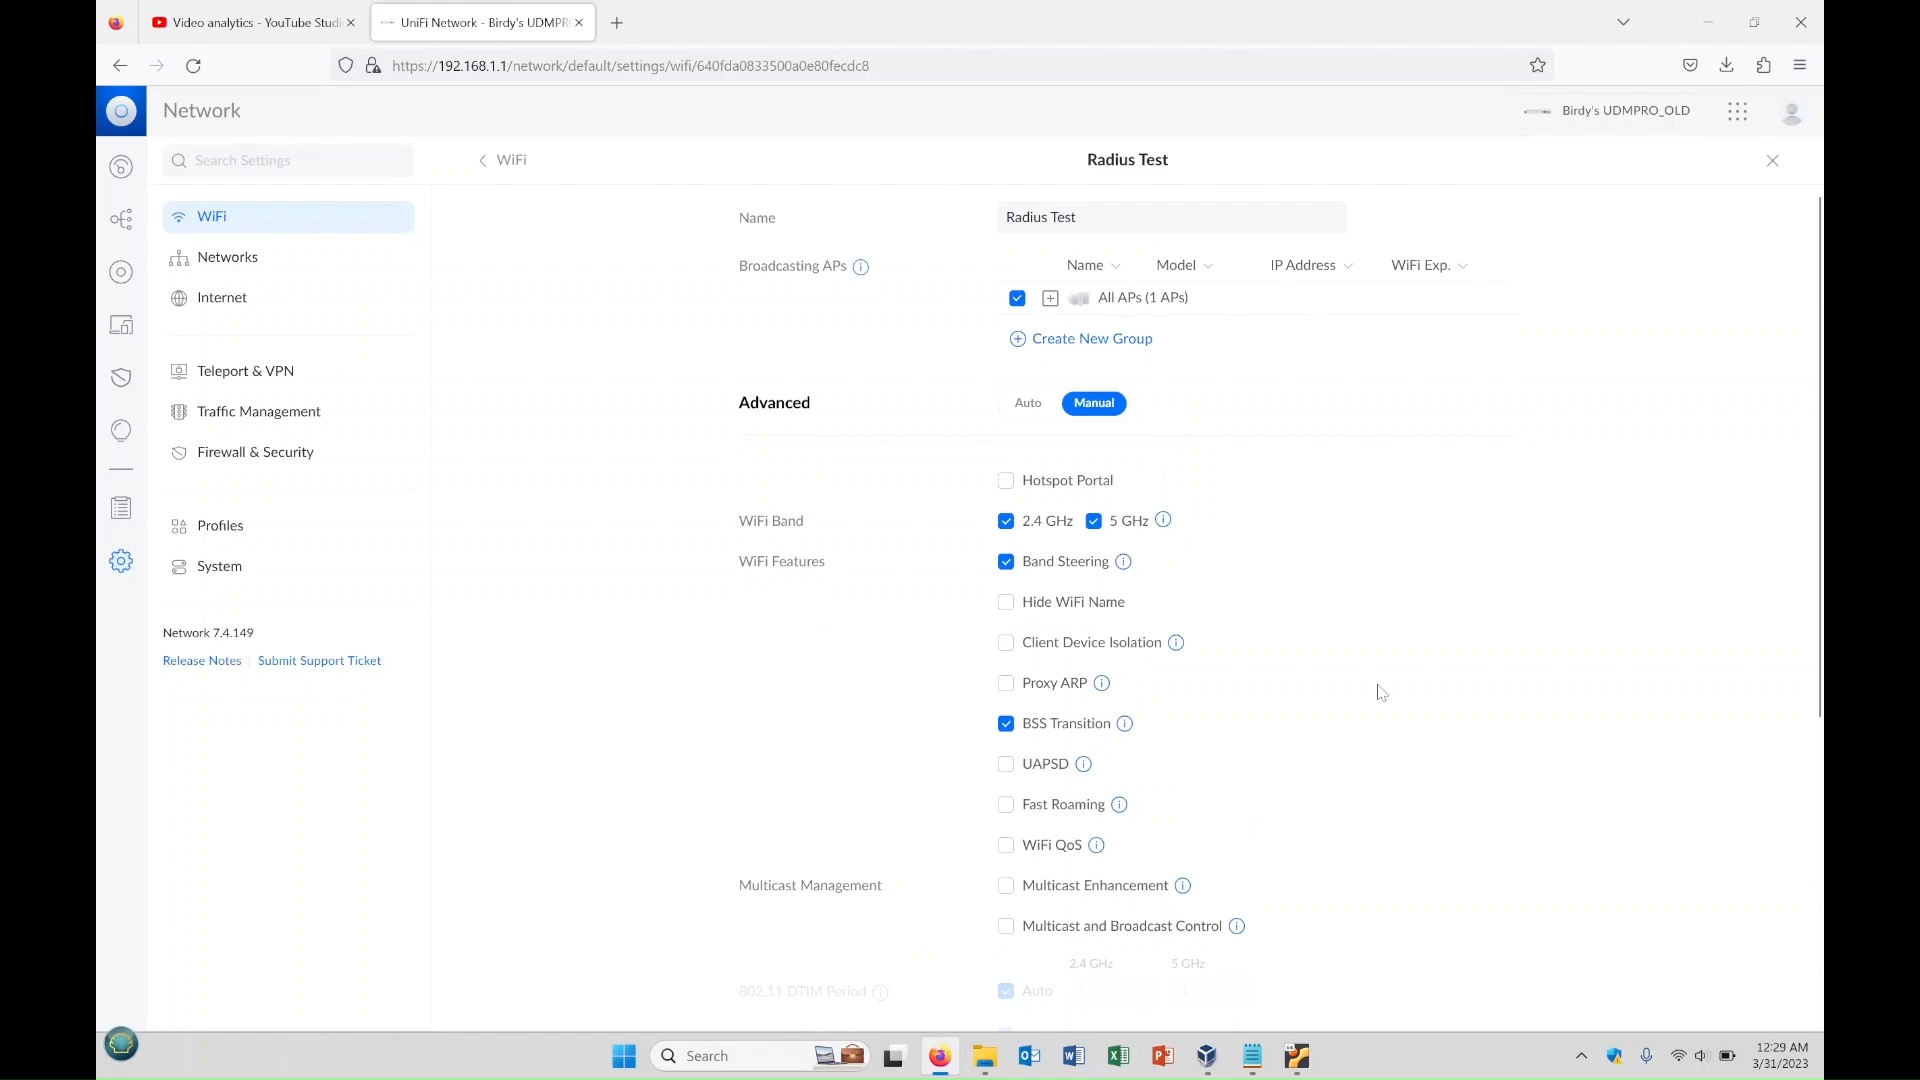 Video analytics - YouTube Studi
UniFi Network - Birdy's UDMPR
https://192.168.1.1/network/default/settings/wifi/640fda0833500a0e80fecdc8
Network
Birdy's UDMPRO_OLD
Search Settings
WiFi
Radius Test
WiFi
Networks
Internet
Teleport & VPN
Traffic Management
Firewall & Security
Profiles
System
Network 7.4.149
Release Notes
Submit Support Ticket
Name
Radius Test
Broadcasting APs
Name
Model
IP Address
WiFi Exp.
All APs (1 APs)
Create New Group
Advanced
Auto
Manual
Hotspot Portal
WiFi Band
2.4 GHz
5 GHz
WiFi Features
Band Steering
Hide WiFi Name
Client Device Isolation
Proxy ARP
BSS Transition
UAPSD
Fast Roaming
WiFi QoS
Multicast Management
Multicast Enhancement
Multicast and Broadcast Control
2.4 GHz
5 GHz
802.11 DTIM Period
Auto
Search
12:29 AM
3/31/2023